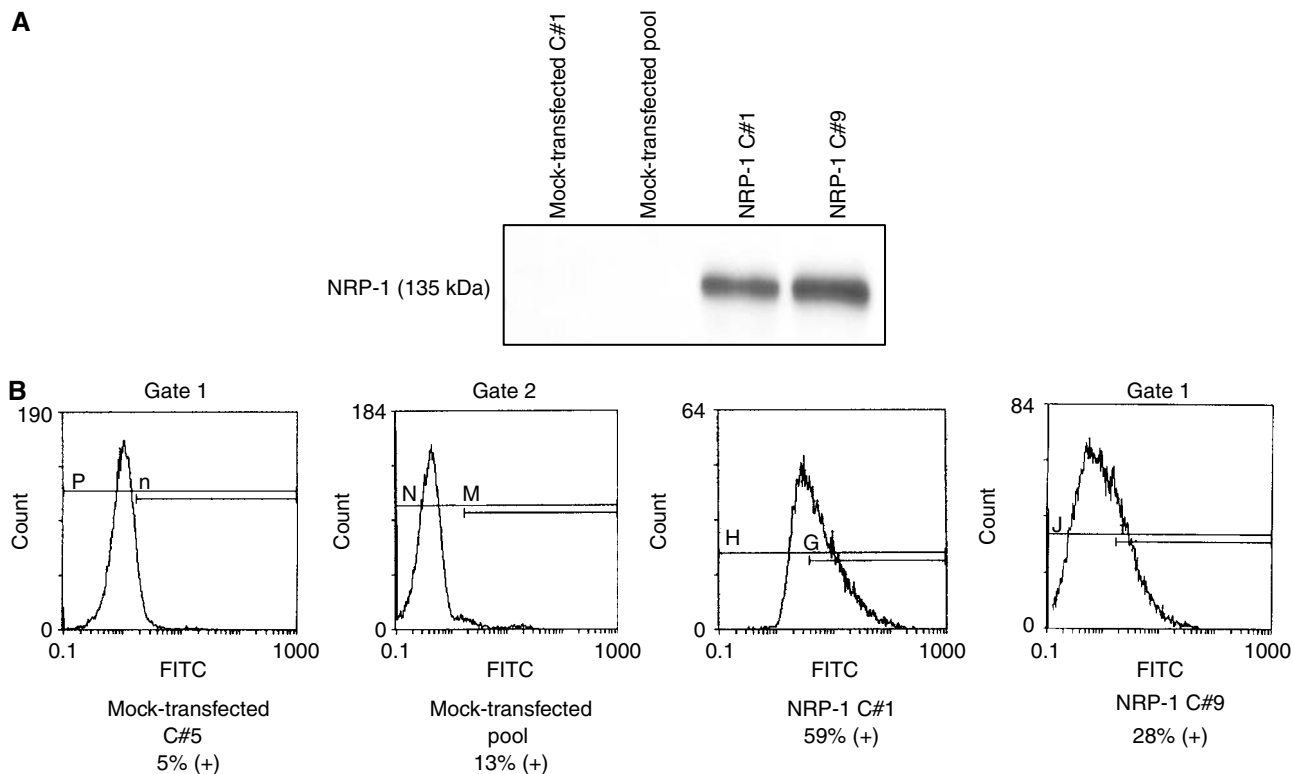 A
Mock-transfected C#1
Mock-transfected pool
NRP-1 C#1
NRP-1 C#9
NRP-1 (135 kDa)
B
Gate 1
190
Count
P
n
0
0.1
1000
FITC
Mock-transfected
C#5
5% (+)
Gate 2
184
Count
N
M
0
0.1
1000
FITC
Mock-transfected
pool
13% (+)
64
Count
H
G
0
0.1
1000
FITC
NRP-1 C#1
59% (+)
Gate 1
84
Count
J
0
0.1
1000
FITC
NRP-1 C#9
28% (+)